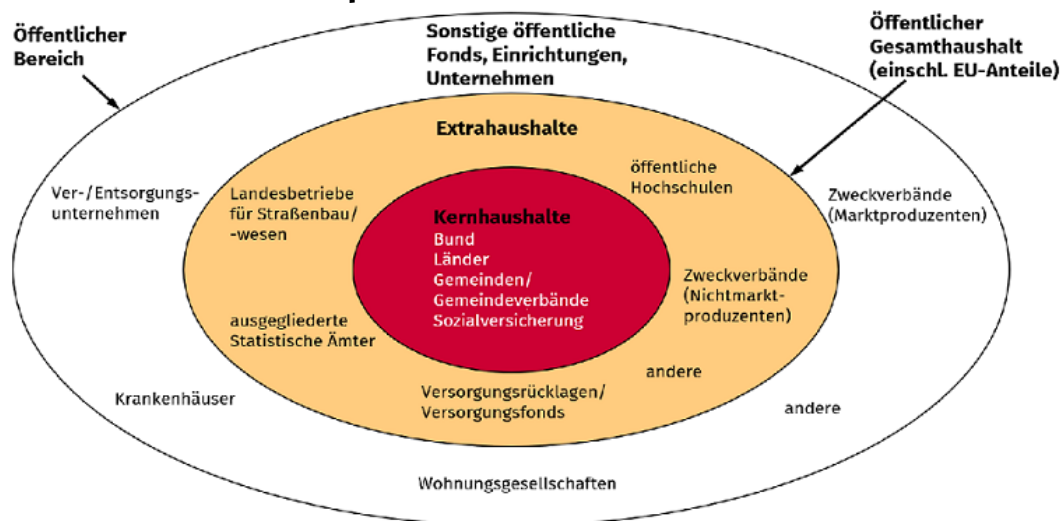 Öffentlicher
Bereich
Sonstige öffentliche
Fonds, Einrichtungen,
Unternehmen
Öffentlicher
Gesamthaushalt
(einschl. EU-Anteile)
Extrahaushalte
öffentliche
Hochschulen
Ver-/Entsorgungs-
unternehmen
Landesbetriebe
für Straßenbau/
-wesen
Zweckverbände
(Marktproduzenten)
Kernhaushalte
Bund
Länder
Gemeinden/
Gemeindeverbände
Sozialversicherung
Zweckverbände
(Nichtmarkt-
produzenten)
ausgegliederte
Statistische Ämter
andere
Krankenhäuser
Versorgungsrücklagen/
Versorgungsfonds
andere
Wohnungsgesellschaften